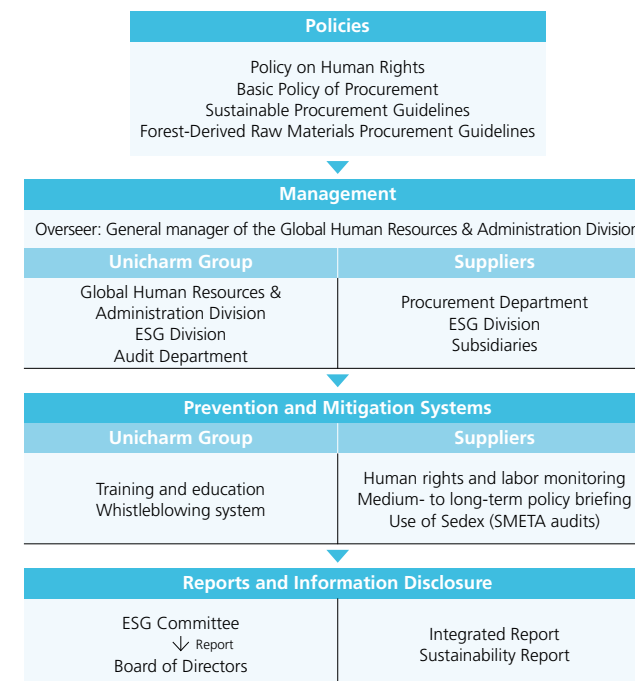 Policies
Policy on Human Rights
Basic Policy of Procurement
Sustainable Procurement Guidelines
Forest-Derived Raw Materials Procurement Guidelines
Management
Overseer: General manager of the Global Human Resources & Administration Division
Unicharm Group
Global Human Resources &
Administration Division
ESG Division
Audit Department
Suppliers
Procurement Department
ESG Division
Subsidiaries
Prevention and Mitigation Systems
Unicharm Group
Training and education
Whistleblowing system
Suppliers
Human rights and labor monitoring
Medium- to long-term policy briefing
Use of Sedex (SMETA audits)
Reports and Information Disclosure
ESG Committee
Report
Board of Directors
Integrated Report
Sustainability Report